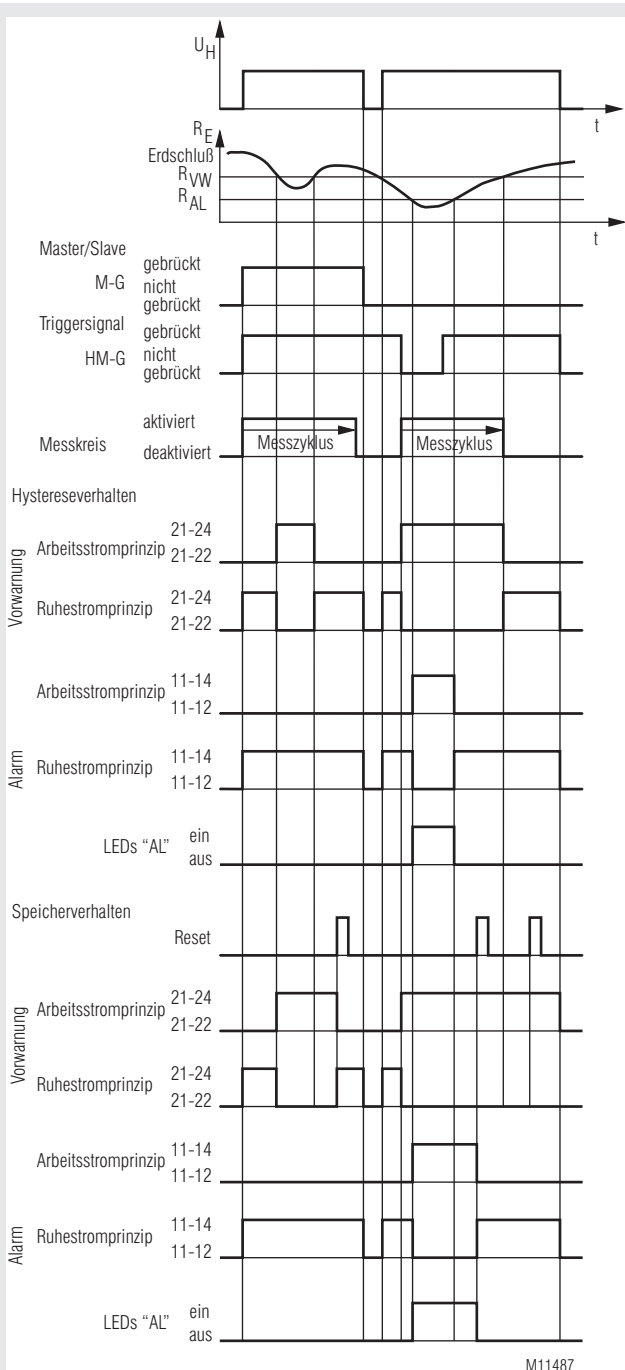 U_H
t
R_E
Erdschluß
R_VW
R_AL
t
Master/Slave
gebrückt
M-G nicht
gebrückt
Triggersignal gebrückt
HM-G nicht
gebrückt
aktiviert
Messkreis Messzyklus Messzyklus
deaktiviert
Hystereseverhalten
Vorwarnung
Arbeitsstromprinzip 21-24
21-22
Ruhestromprinzip 21-24
21-22
Alarm
Arbeitsstromprinzip 11-14
11-12
Ruhestromprinzip 11-14
11-12
LEDs “AL” ein
aus
Speicherverhalten
Reset
Vorwarnung
Arbeitsstromprinzip 21-24
21-22
Ruhestromprinzip 21-24
21-22
Alarm
Arbeitsstromprinzip 11-14
11-12
Ruhestromprinzip 11-14
11-12
LEDs “AL” ein
aus
M11487